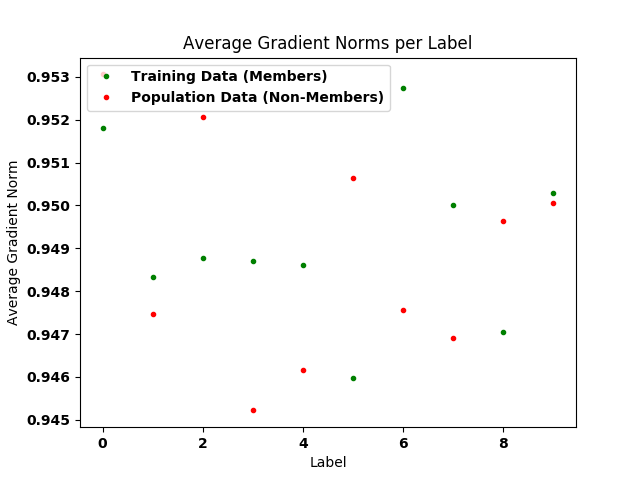 Average Gradient Norms per Label
Training Data (Members)
Population Data (Non-Members)
Average Gradient Norm
0.953
0.952
0.951
0.950
0.949
0.948
0.947
0.946
0.945
0 2 4 6 8
Label